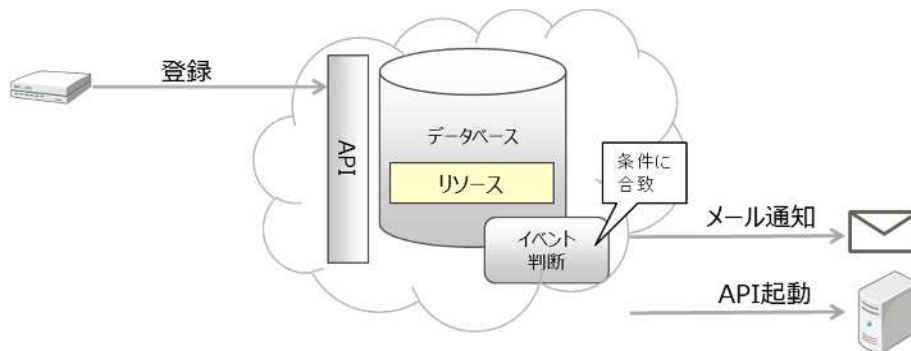 登録
API
データベース
リソース
条件に
合致
イベント
判断
メール通知
API起動